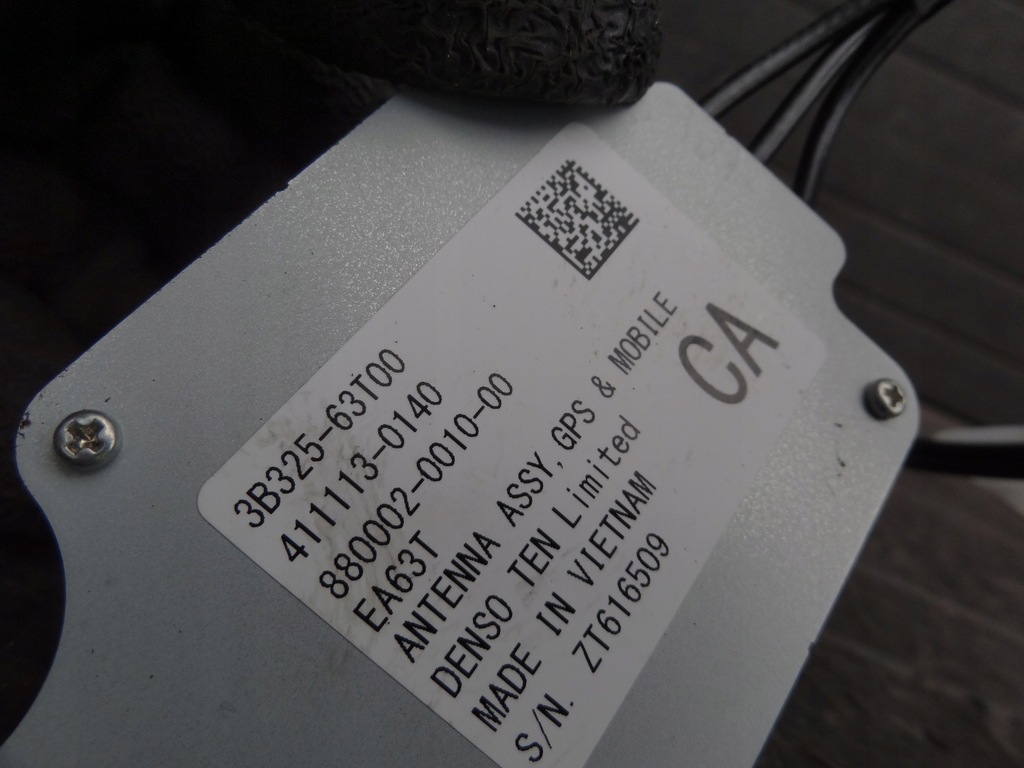 3B325-63T00
411113-0140
880002-0010-00
EA63T
ANTENNA ASSY,GPS & MOBILE
DENSO TEN Limited
MADE IN VIETNAM
S/N. ZT616509
CA